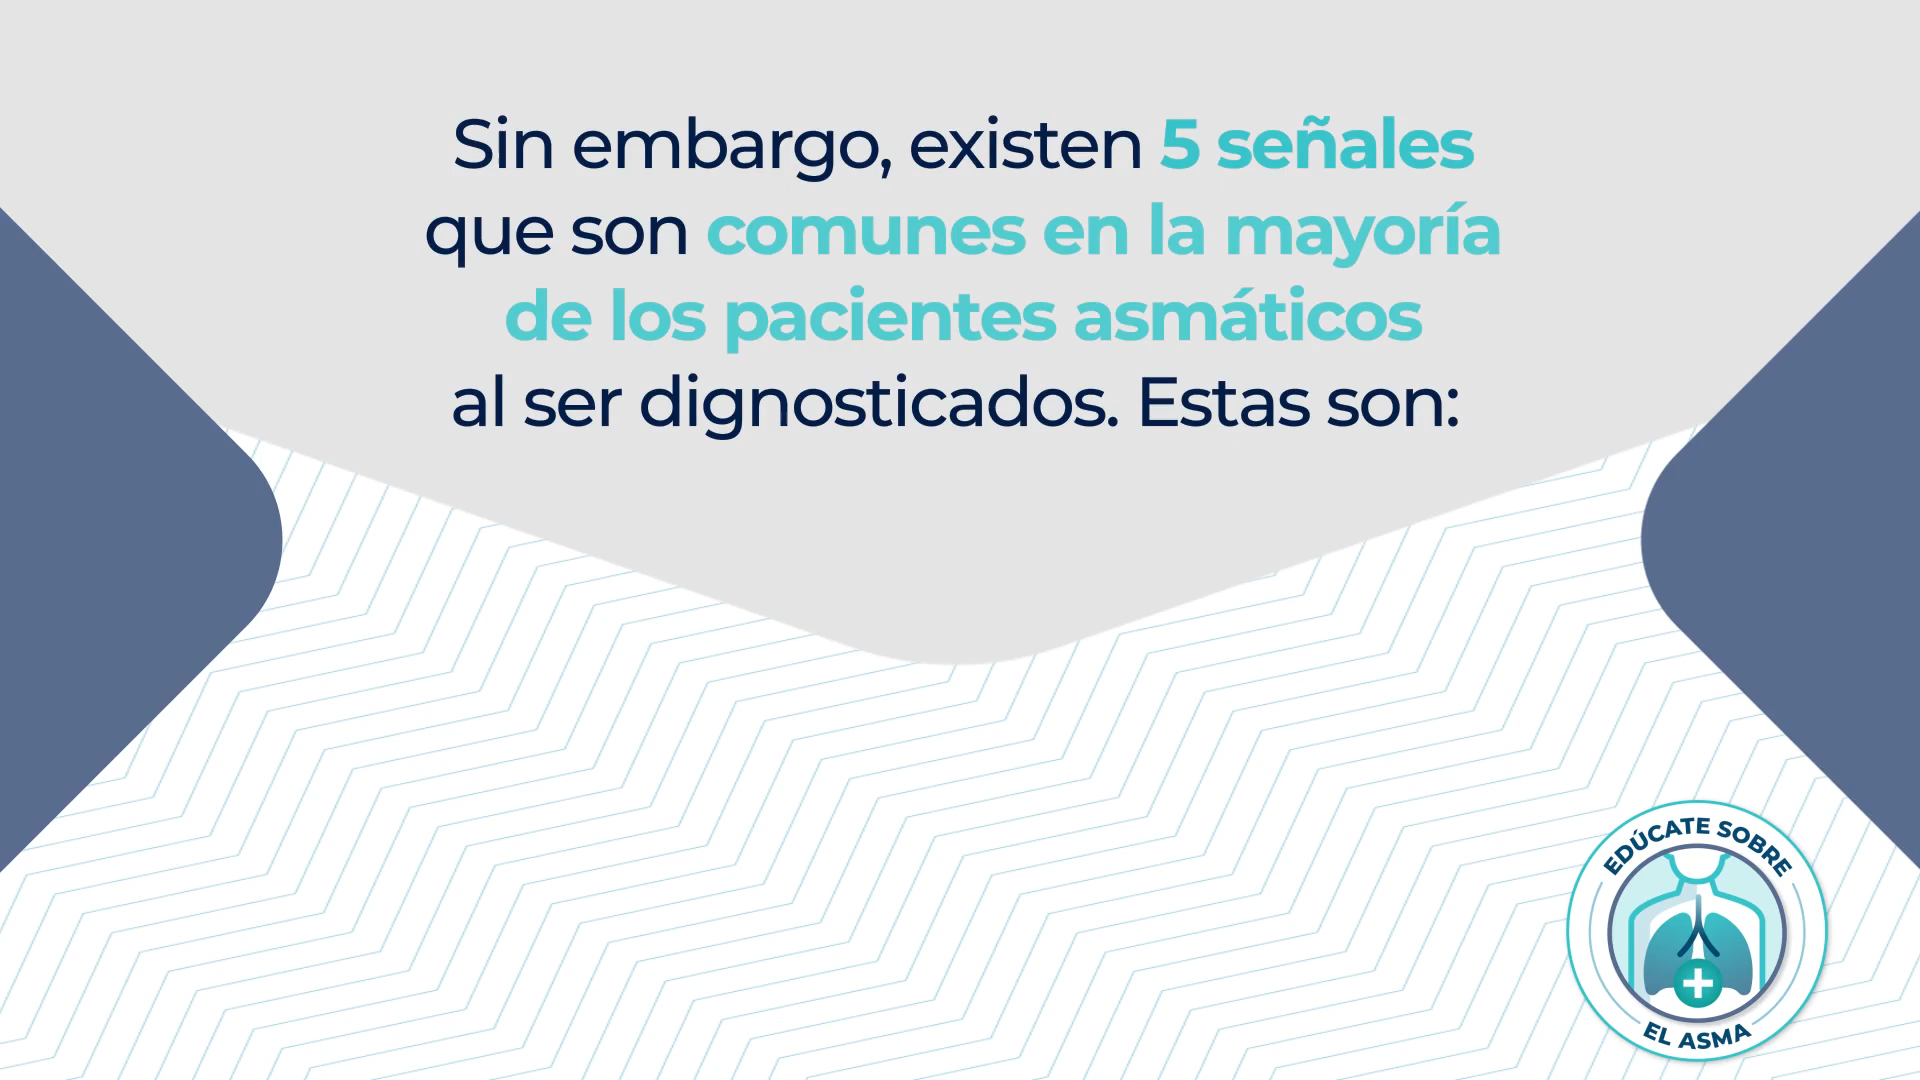 Sin embargo, existen 5 señales
que son comunes en la mayoría
de los pacientes asmáticos
al ser dignosticados. Estas son:
EDÚCATE SOBRE
EL ASMA